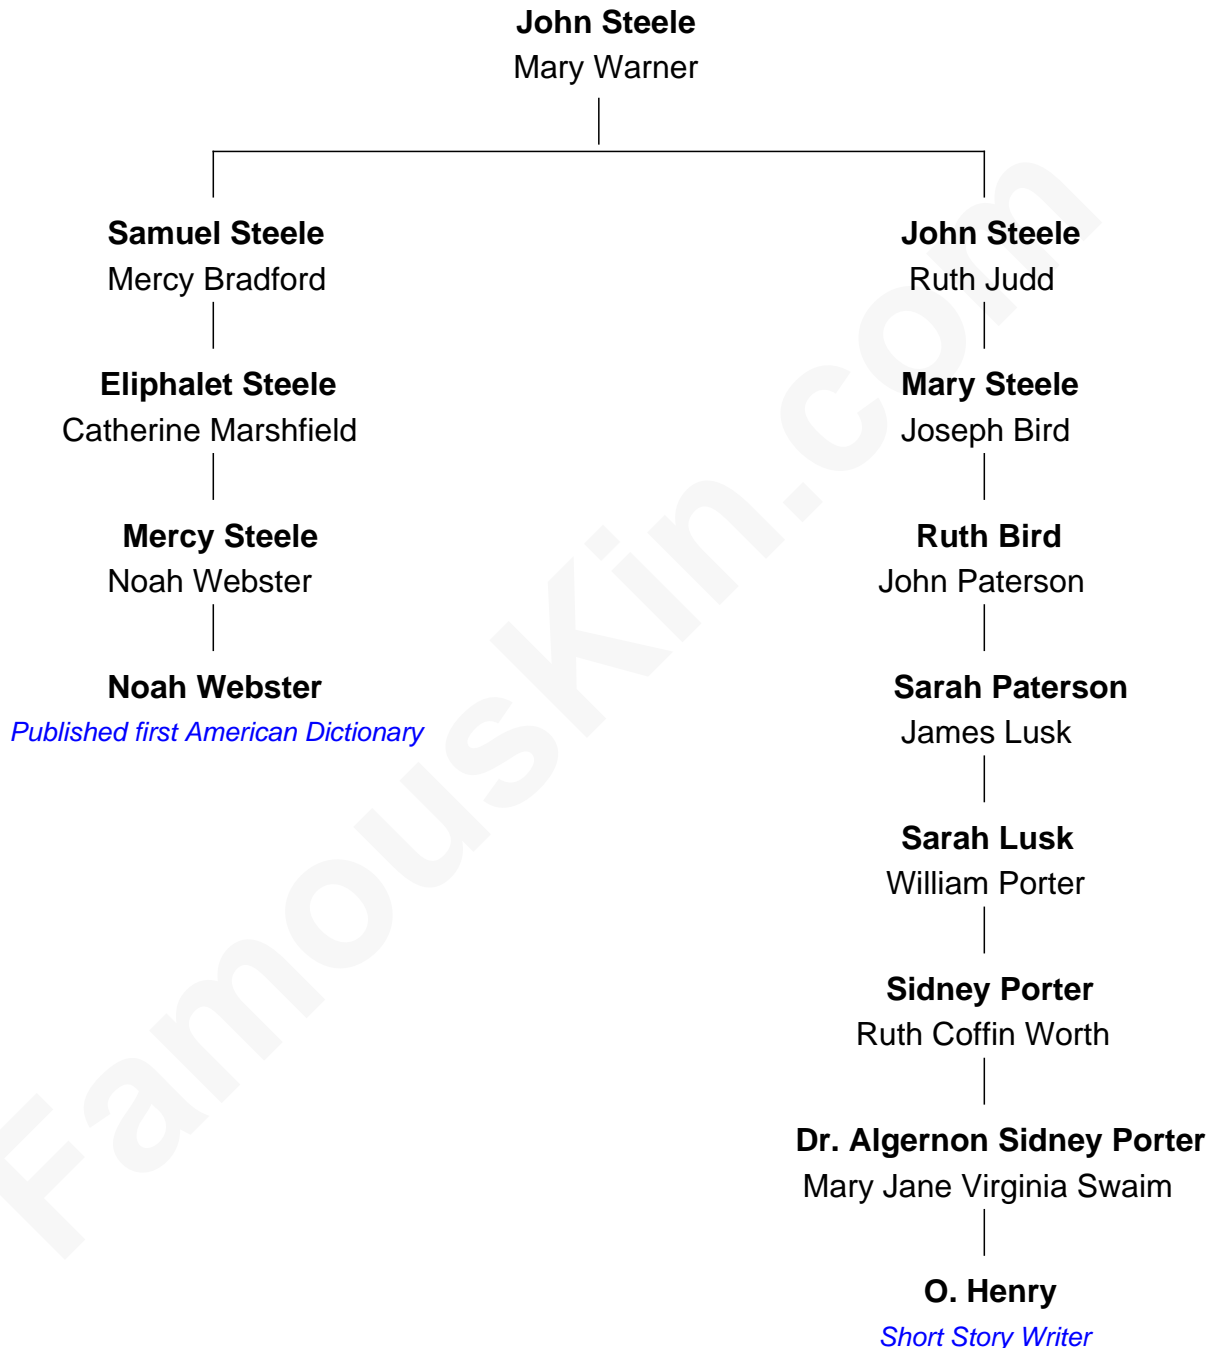 John Steele
Mary Warner
Samuel Steele
Mercy Bradford
Eliphalet Steele
Catherine Marshfield
Mercy Steele
Noah Webster
Noah Webster
Published first American Dictionary
John Steele
Ruth Judd
Mary Steele
Joseph Bird
Ruth Bird
John Paterson
Sarah Paterson
James Lusk
Sarah Lusk
William Porter
Sidney Porter
Ruth Coffin Worth
Dr. Algernon Sidney Porter
Mary Jane Virginia Swaim
O. Henry
Short Story Writer
FamousKin.com